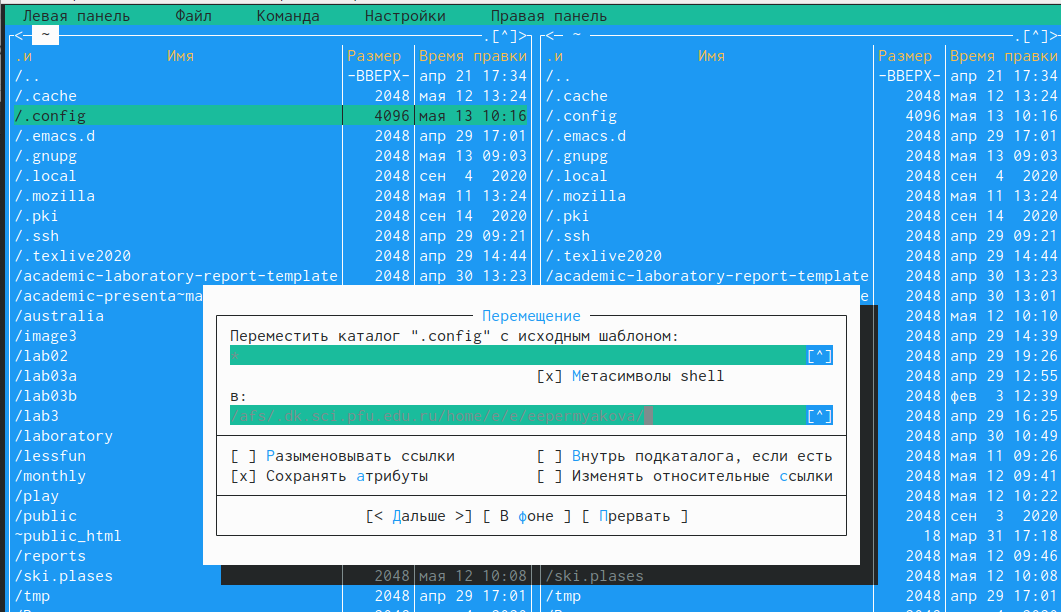 Левая панель Файл Команда Настройки Правая панель
<─ ~ ─.[^]> <─ ~ ─.[^]>
.и Имя Размер Время правки .и Имя Размер Время правки
/.. -ВВЕРХ- апр 21 17:34 /.. -ВВЕРХ- апр 21 17:34
/.cache 2048 мая 12 13:24 /.cache 2048 мая 12 13:24
/.config 4096 мая 13 10:16 /.config 4096 мая 13 10:16
/.emacs.d 2048 апр 29 17:01 /.emacs.d 2048 апр 29 17:01
/.gnupg 2048 мая 13 09:03 /.gnupg 2048 мая 13 09:03
/.local 2048 сен 4 2020 /.local 2048 сен 4 2020
/.mozilla 2048 мая 11 13:24 /.mozilla 2048 мая 11 13:24
/.pki 2048 сен 14 2020 /.pki 2048 сен 14 2020
/.ssh 2048 апр 29 09:21 /.ssh 2048 апр 29 09:21
/.texlive2020 2048 апр 29 14:44 /.texlive2020 2048 апр 29 14:44
/academic-laboratory-report-template 2048 апр 30 13:23 /academic-laboratory-report-template 2048 апр 30 13:23
/academic-presenta~ma e 2048 апр 30 13:01
/australia 2048 мая 12 10:10
/image3 2048 апр 29 14:39
/lab02 2048 апр 29 19:26
/lab03a 2048 апр 29 12:55
/lab03b 2048 фев 3 12:39
/lab3 2048 апр 29 16:25
/laboratory 2048 апр 30 10:49
/lessfun 2048 мая 11 09:26
/monthly 2048 мая 12 09:41
/play 2048 мая 12 10:22
/public 2048 сен 3 2020
~public_html 18 мар 31 17:18
/reports 2048 мая 12 09:46
/ski.plases 2048 мая 12 10:08 /ski.plases 2048 мая 12 10:08
/tmp 2048 апр 29 17:01 /tmp 2048 апр 29 17:01
Перемещение
Переместить каталог ".config" с исходным шаблоном:
* [^]
[x] Метасимволы shell
в:
/afs/.dk.sci.pfu.edu.ru/home/e/e/eepermyakova/ [^]
[ ] Разыменовывать ссылки [ ] Внутрь подкаталога, если есть
[x] Сохранять атрибуты [ ] Изменять относительные ссылки
[< Дальше >] [ В фоне ] [ Прервать ]